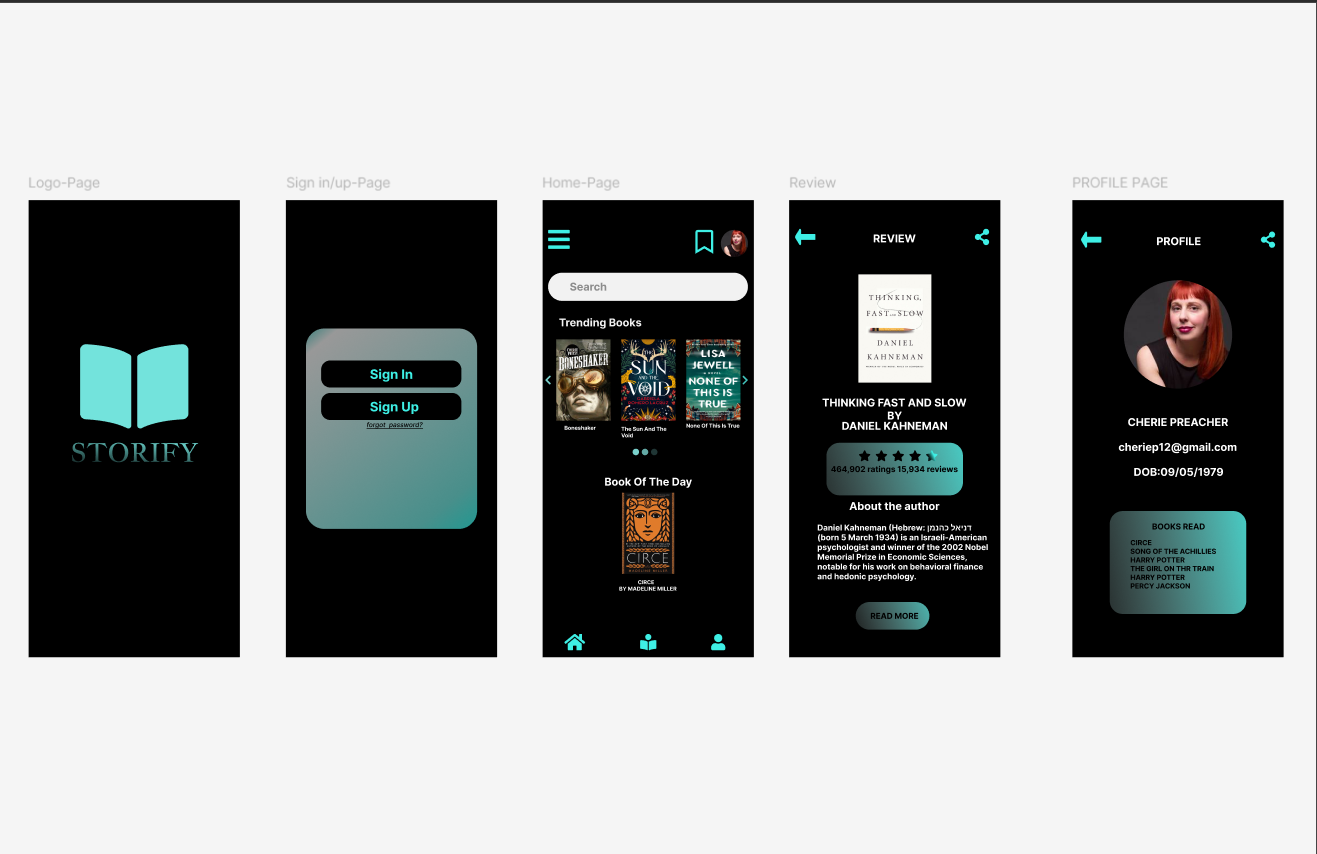 Logo-Page
STORIFY
Sign in/up-Page
Sign In
Sign Up
forgot password?
Home-Page
Search
Trending Books
BONESHAKER
THE
SUN
AND THE
VOID
LISA
JEWELL
A NOVEL
NONE OF
THIS IS
TRUE
Boneshaker
The Sun And The
Void
None Of This Is True
Book Of The Day
CIRCE
MADELINE MILLER
CIRCE
BY MADELINE MILLER
Review
REVIEW
THINKING,
FAST AND SLOW
DANIEL
KAHNEMAN
THINKING FAST AND SLOW
BY
DANIEL KAHNEMAN
464,902 ratings 15,934 reviews
About the author
Daniel Kahneman (Hebrew: דניאל כהנמן
(born 5 March 1934) is an Israeli-American
psychologist and winner of the 2002 Nobel
Memorial Prize in Economic Sciences,
notable for his work on behavioral finance
and hedonic psychology.
READ MORE
PROFILE PAGE
PROFILE
CHERIE PREACHER
cheriep12@gmail.com
DOB:09/05/1979
BOOKS READ
CIRCE
SONG OF THE ACHILLIES
HARRY POTTER
THE GIRL ON THR TRAIN
HARRY POTTER
PERCY JACKSON